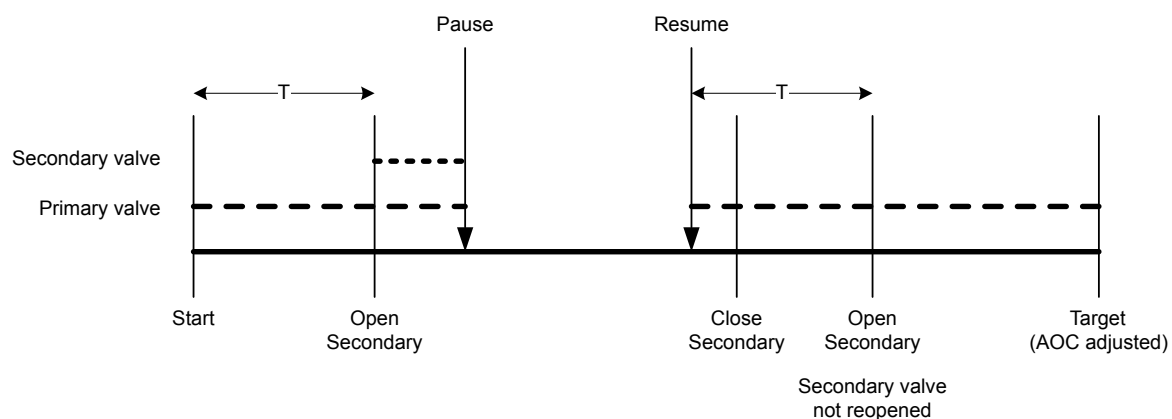 Pause
Resume
T
T
Secondary valve
Primary valve
Start
Open
Secondary
Close
Secondary
Open
Secondary
Target
(AOC adjusted)
Secondary valve
not reopened